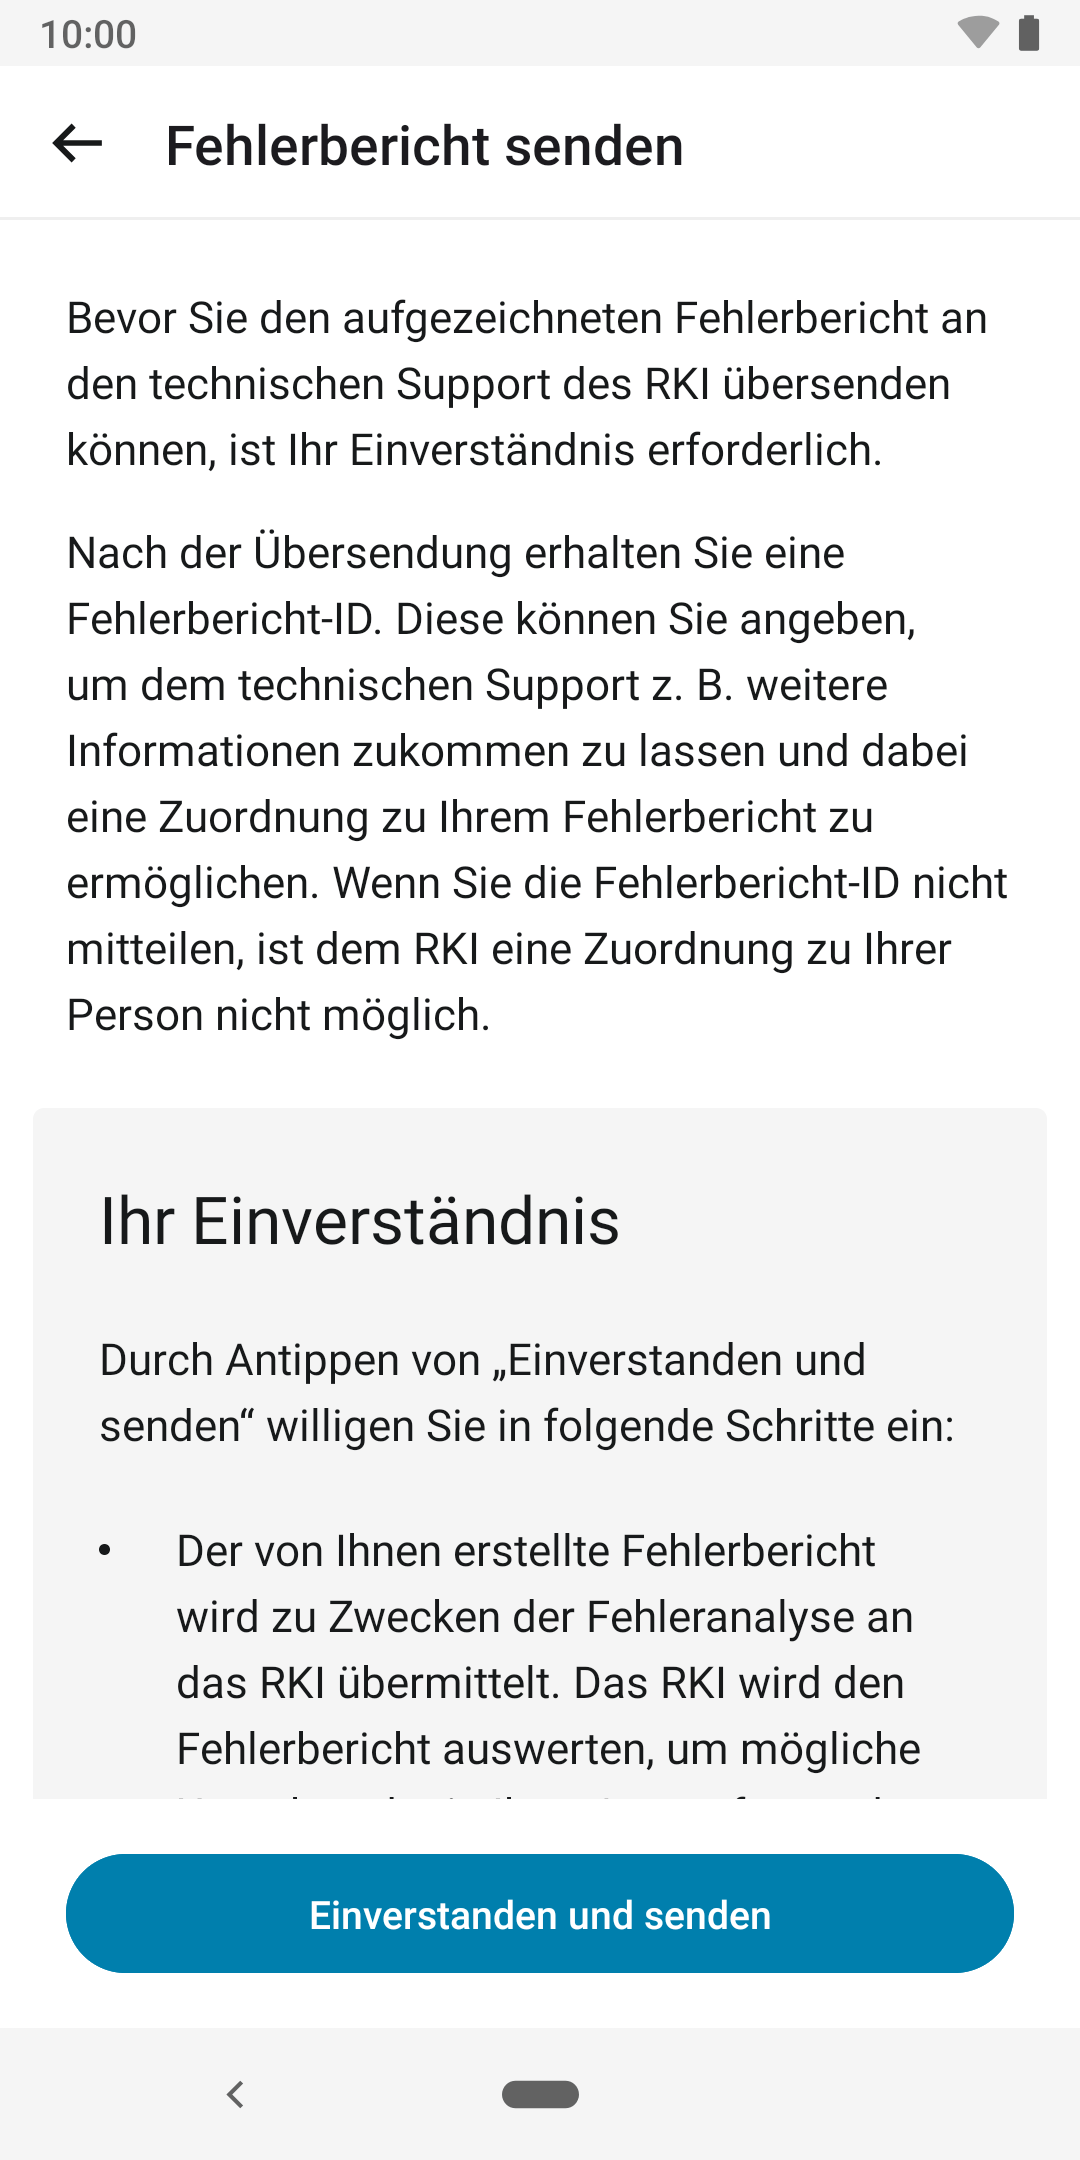 10:00
Fehlerbericht senden
Bevor Sie den aufgezeichneten Fehlerbericht an
den technischen Support des RKI übersenden
können, ist Ihr Einverständnis erforderlich.
Nach der Übersendung erhalten Sie eine
Fehlerbericht-ID. Diese können Sie angeben,
um dem technischen Support z. B. weitere
Informationen zukommen zu lassen und dabei
eine Zuordnung zu Ihrem Fehlerbericht zu
ermöglichen. Wenn Sie die Fehlerbericht-ID nicht
mitteilen, ist dem RKI eine Zuordnung zu Ihrer
Person nicht möglich.
Ihr Einverständnis
Durch Antippen von „Einverstanden und
senden“ willigen Sie in folgende Schritte ein:
• Der von Ihnen erstellte Fehlerbericht
wird zu Zwecken der Fehleranalyse an
das RKI übermittelt. Das RKI wird den
Fehlerbericht auswerten, um mögliche
Einverstanden und senden